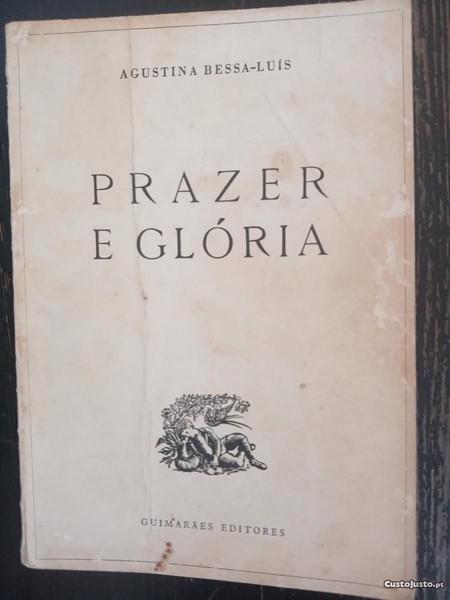 AGUSTINA BESSA-LUÍS
PRAZER
E GLÓRIA
GUIMARÃES EDITORES
CustoJusto.pt